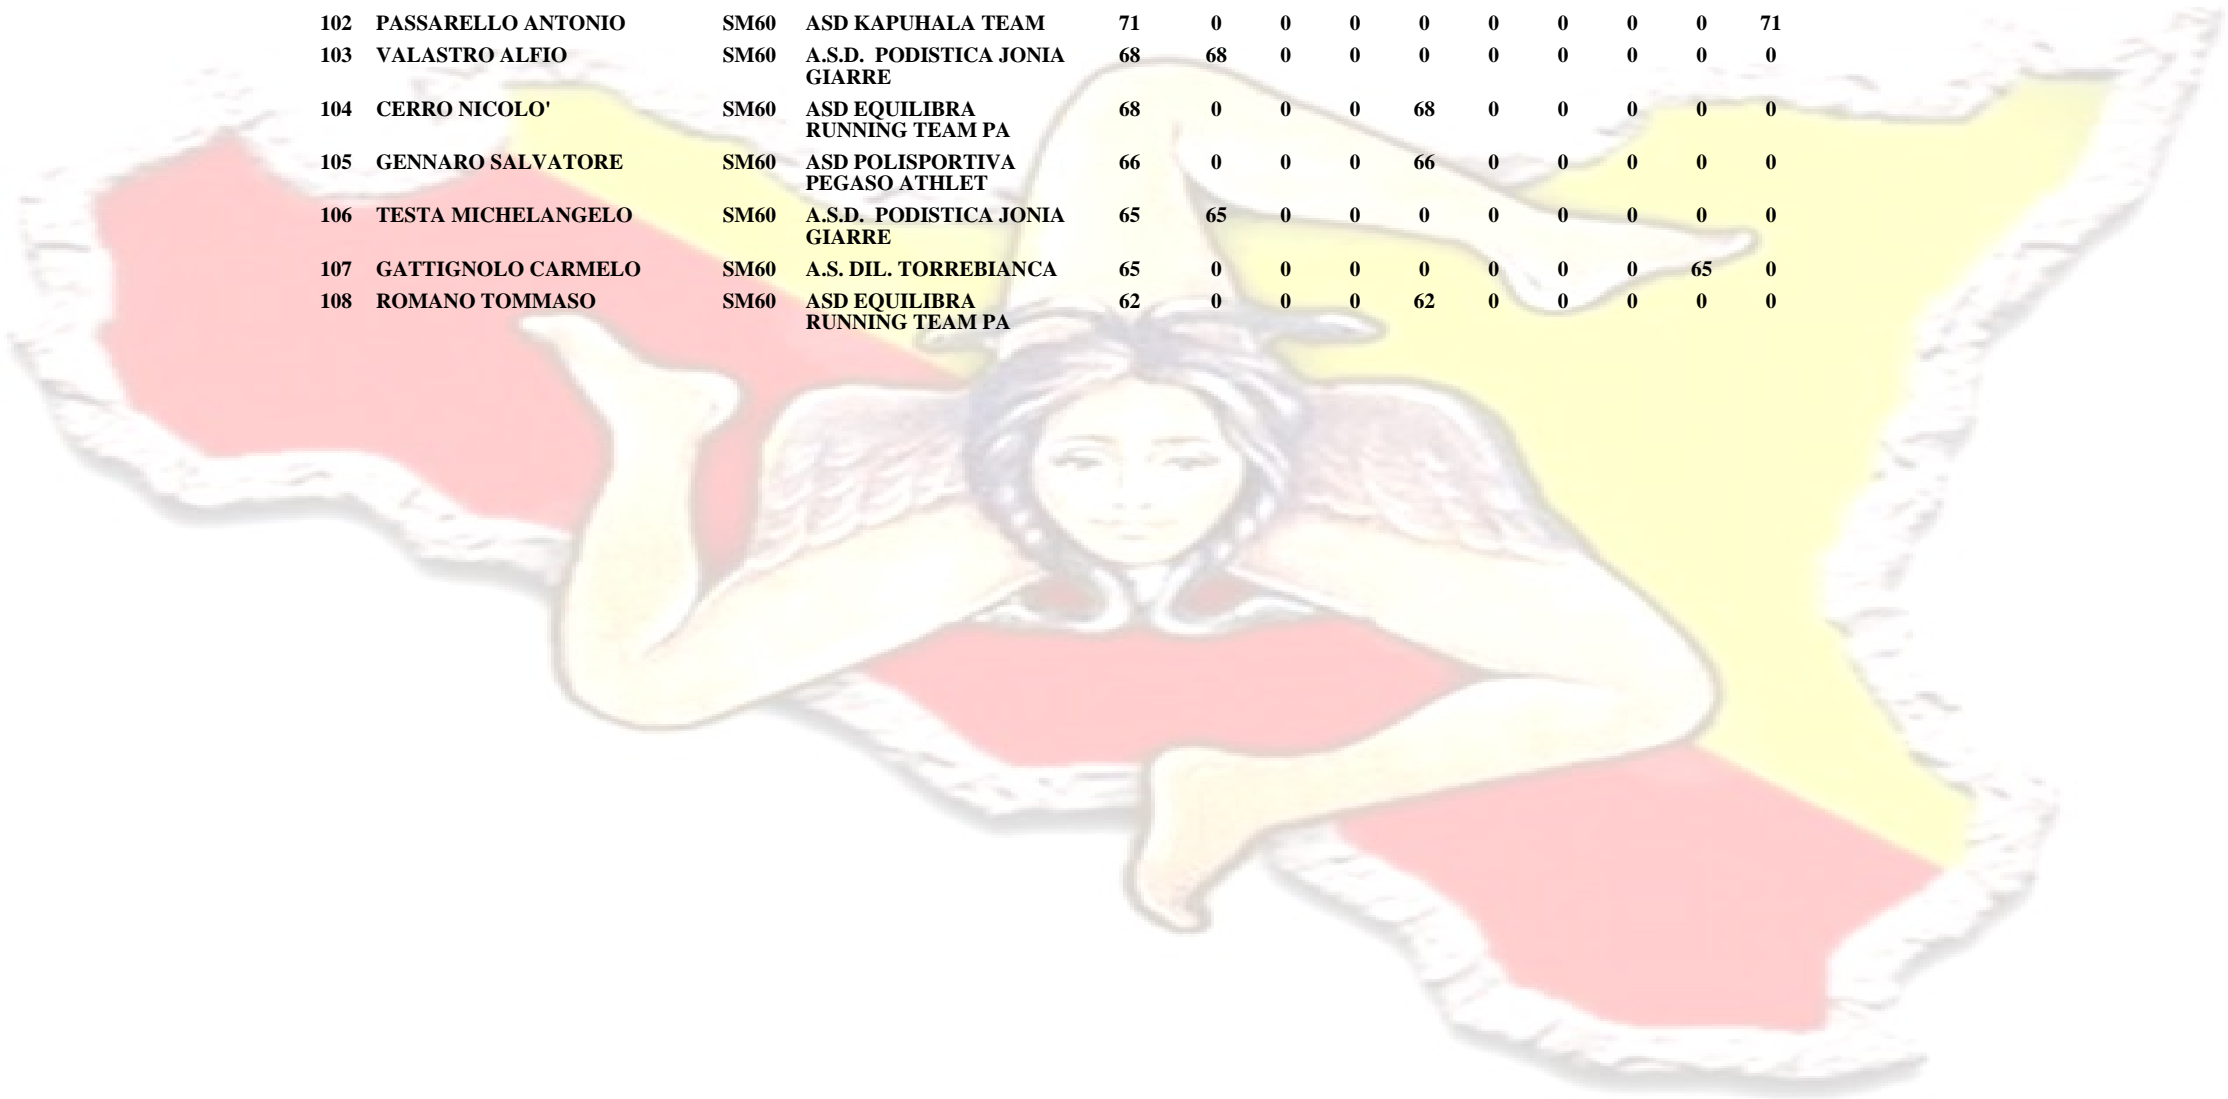 102 PASSARELLO ANTONIO SM60 ASD KAPUHALA TEAM 71 0 0 0 0 0 0 0 0 71
103 VALASTRO ALFIO SM60 A.S.D. PODISTICA JONIA 68 68 0 0 0 0 0 0 0 0
GIARRE
104 CERRO NICOLO' SM60 ASD EQUILIBRA 68 0 0 0 68 0 0 0 0 0
RUNNING TEAM PA
105 GENNARO SALVATORE SM60 ASD POLISPORTIVA 66 0 0 0 66 0 0 0 0 0
PEGASO ATHLET
106 TESTA MICHELANGELO SM60 A.S.D. PODISTICA JONIA 65 65 0 0 0 0 0 0 0 0
GIARRE
107 GATTIGNOLO CARMELO SM60 A.S. DIL. TORREBIANCA 65 0 0 0 0 0 0 0 65 0
108 ROMANO TOMMASO SM60 ASD EQUILIBRA 62 0 0 0 62 0 0 0 0 0
RUNNING TEAM PA